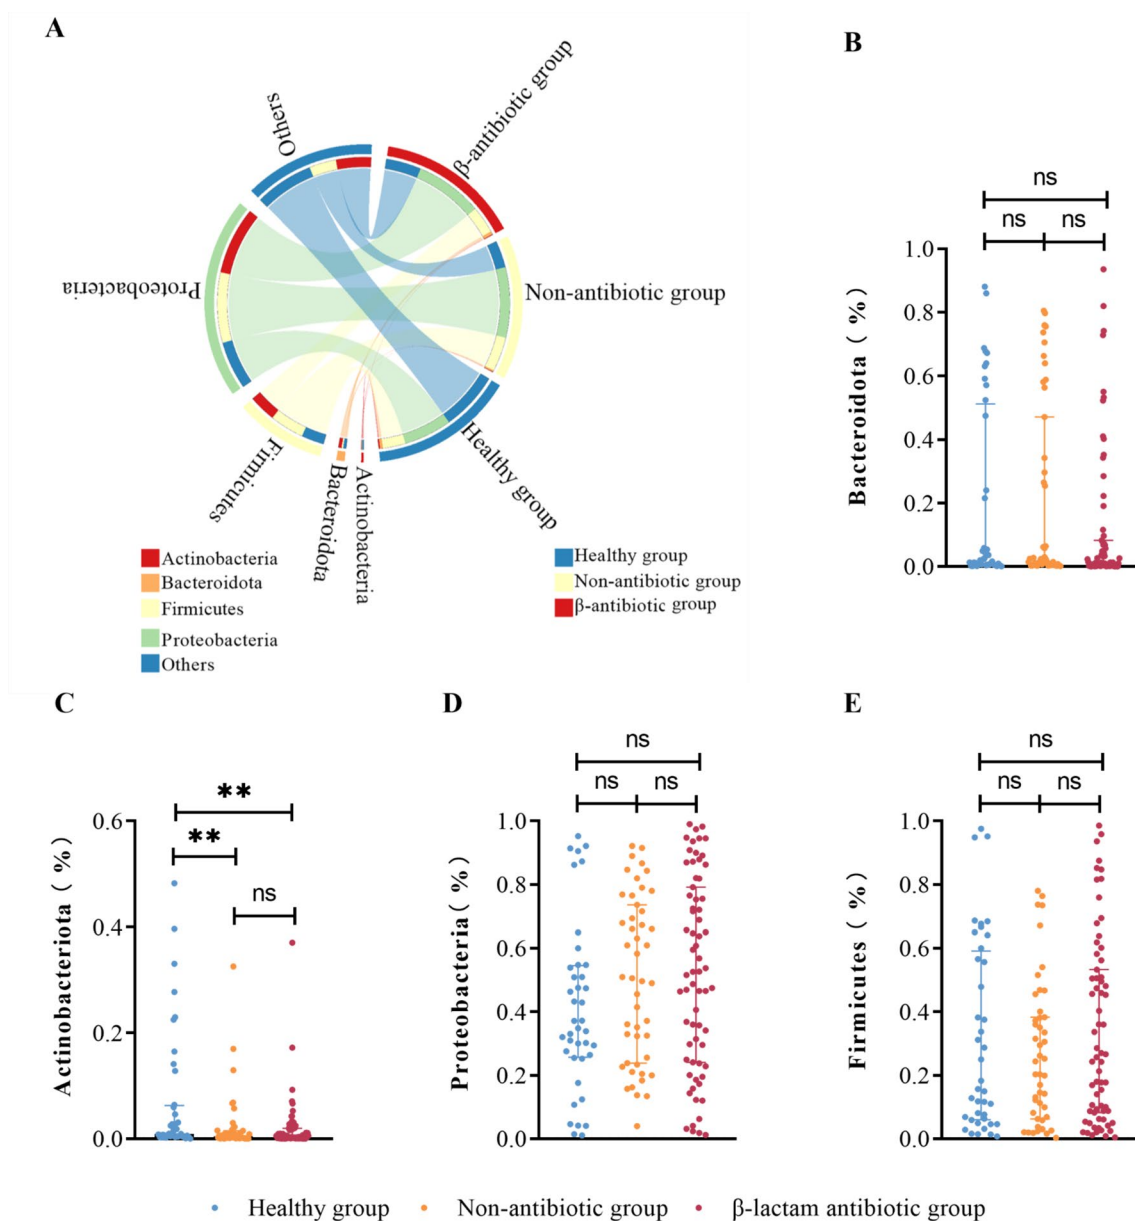 A
Others
β-antibiotic group
Proteobacteria
Non-antibiotic group
Firmicutes
Bacteroidota
Actinobacteria
Healthy group
Actinobacteria
Bacteroidota
Firmicutes
Proteobacteria
Others
Healthy group
Non-antibiotic group
β-antibiotic group
B
ns
ns ns
Bacteroidota ( %)
1.0
0.8
0.6
0.4
0.2
0.0
C
**
**
ns
Actinobacteriota ( %)
0.6
0.4
0.2
0.0
D
ns
ns ns
Proteobacteria ( %)
1.0
0.8
0.6
0.4
0.2
0.0
E
ns
ns ns
Firmicutes ( %)
1.0
0.8
0.6
0.4
0.2
0.0
Healthy group Non-antibiotic group β-lactam antibiotic group